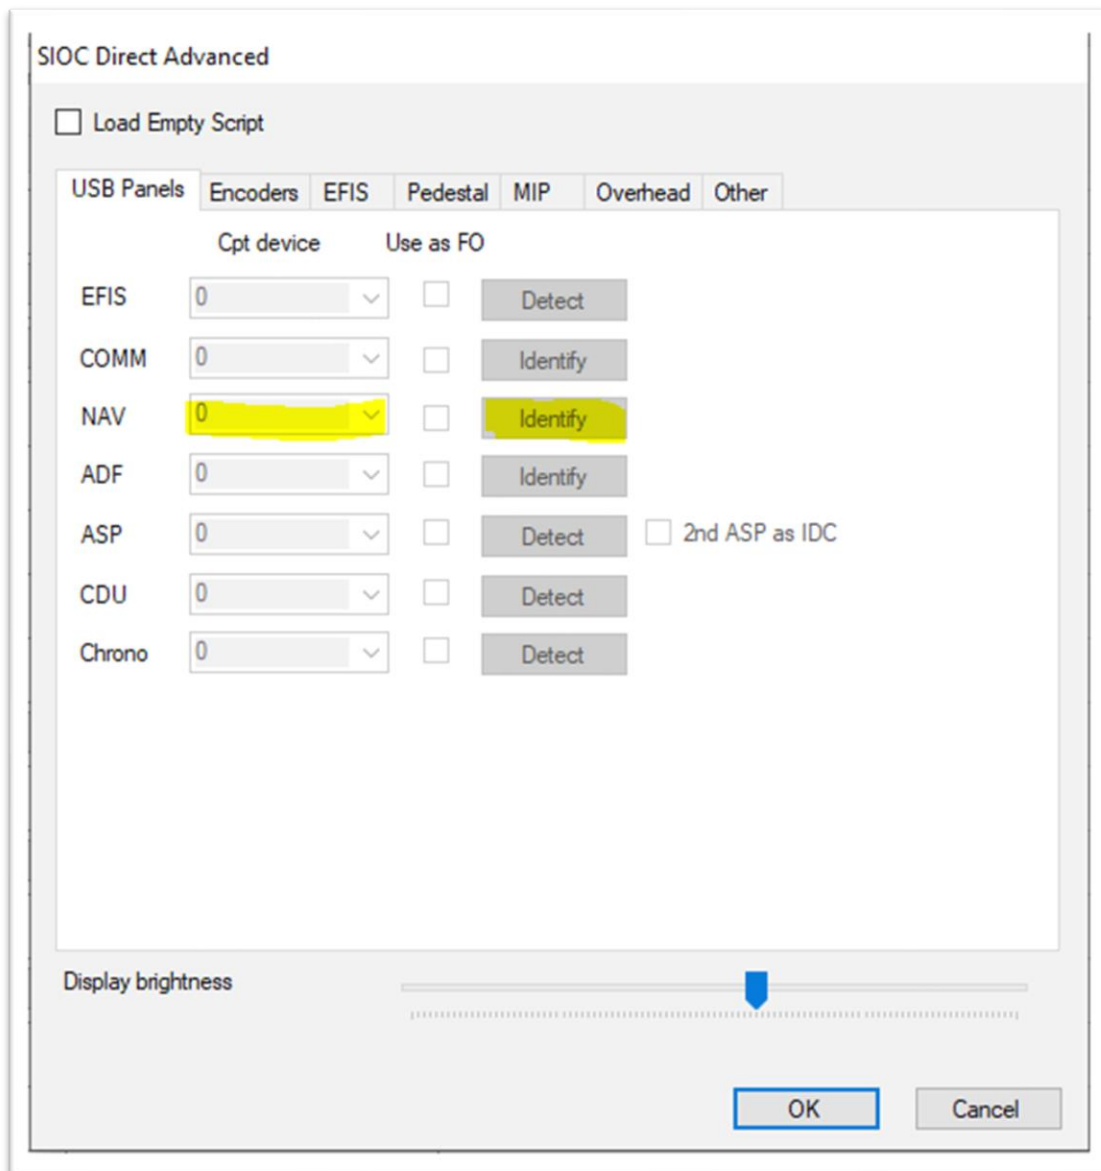 SIOC Direct Advanced
Load Empty Script
USB Panels Encoders EFIS Pedestal MIP Overhead Other
Cpt device Use as FO
EFIS 0 Detect
COMM 0 Identify
NAV 0 Identify
ADF 0 Identify
ASP 0 Detect 2nd ASP as IDC
CDU 0 Detect
Chrono 0 Detect
Display brightness
OK Cancel